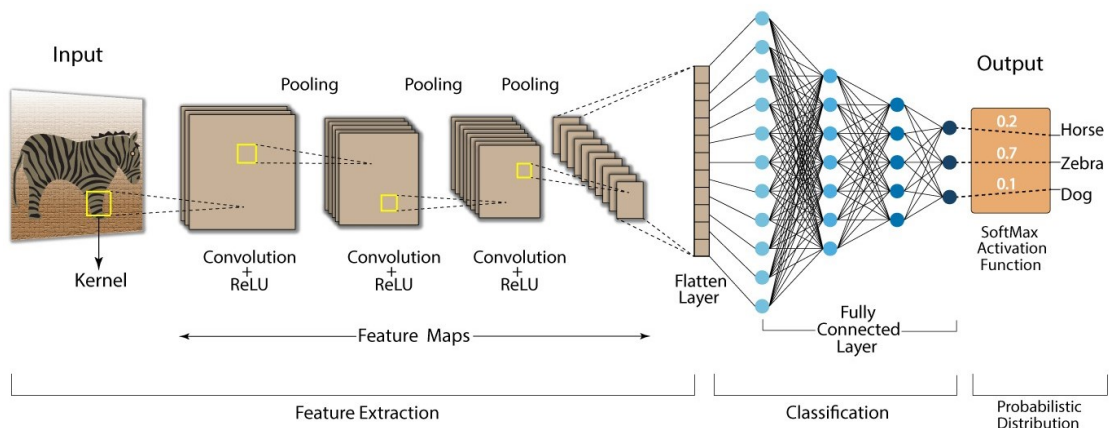 Input
Kernel
Pooling
Pooling
Pooling
Convolution
+
ReLU
Convolution
+
ReLU
Convolution
+
ReLU
Feature Maps
Flatten
Layer
Fully
Connected
Layer
Output
0.2
Horse
0.7
Zebra
0.1
Dog
SoftMax
Activation
Function
Feature Extraction
Classification
Probabilistic
Distribution